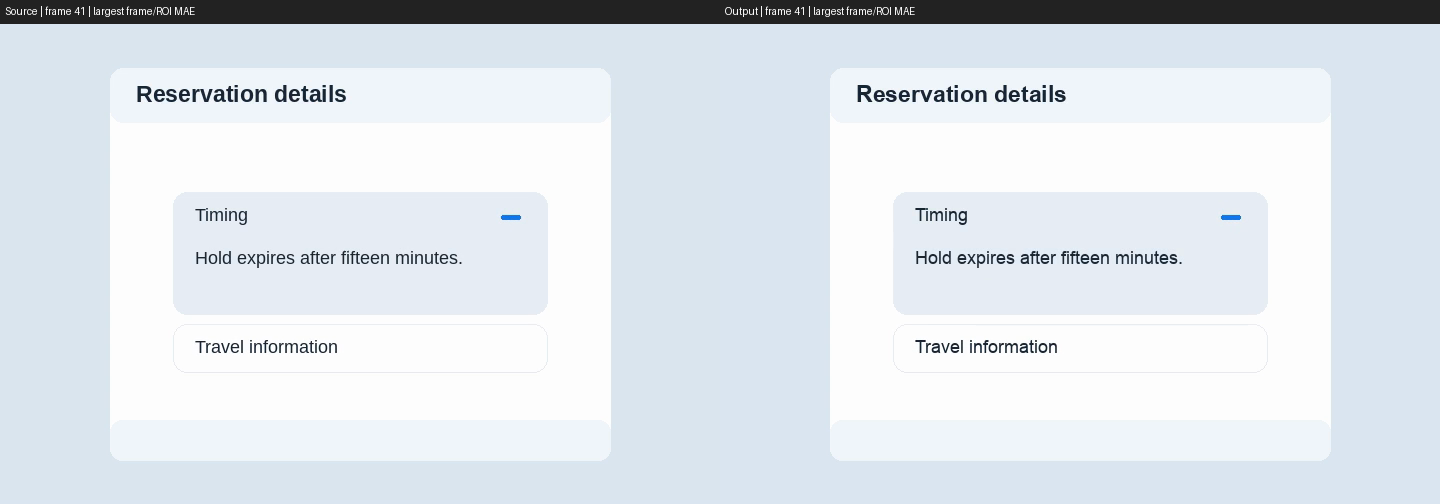 Source | frame 41 | largest frame/ROI MAE
Output | frame 41 | largest frame/ROI MAE
Reservation details
Timing
Hold expires after fifteen minutes.
Travel information
Reservation details
Timing
Hold expires after fifteen minutes.
Travel information